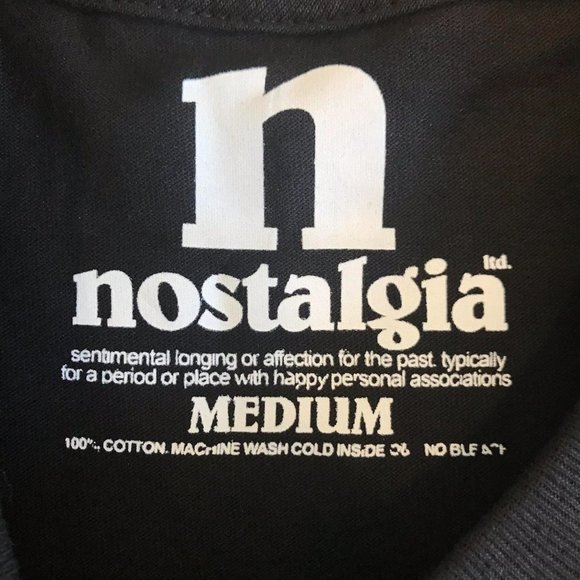 n
nostalgia ltd.
sentimental longing or affection for the past, typically
for a period or place with happy personal associations
MEDIUM
100% COTTON. MACHINE WASH COLD INSIDE NO